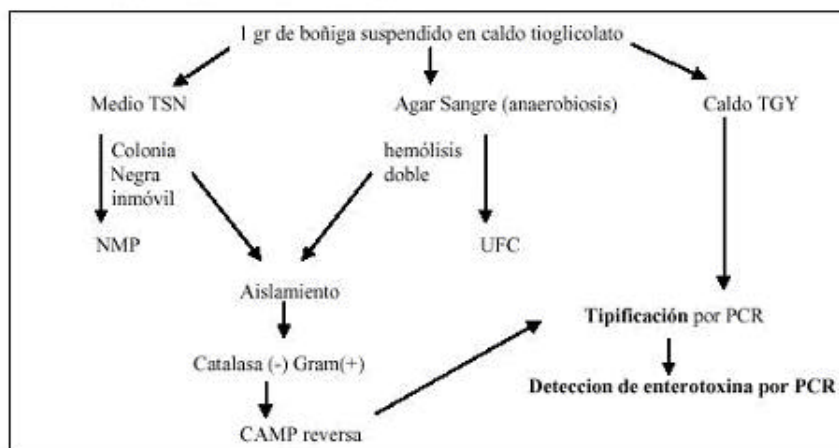 1 gr de boñiga suspendido en caldo tioglicolato
Medio TSN
Agar Sangre (anaerobiosis)
Caldo TGY
Colonia
Negra
inmóvil
hemólisis
doble
NMP
UFC
Aislamiento
Tipificación por PCR
Catalasa (-) Gram(+)
Deteccion de enterotoxina por PCR
CAMP reversa